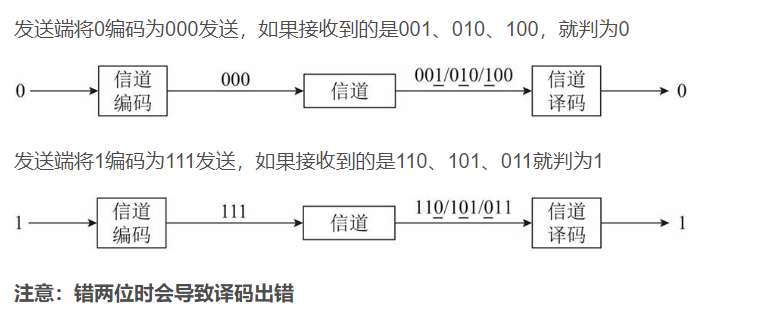 发送端将0编码为000发送，如果接收到的是001、010、100，就判为0
0 信道编码 000 信道 001/010/100 信道译码 0
发送端将1编码为111发送，如果接收到的是110、101、011就判为1
1 信道编码 111 信道 110/101/011 信道译码 1
注意：错两位时会导致译码出错